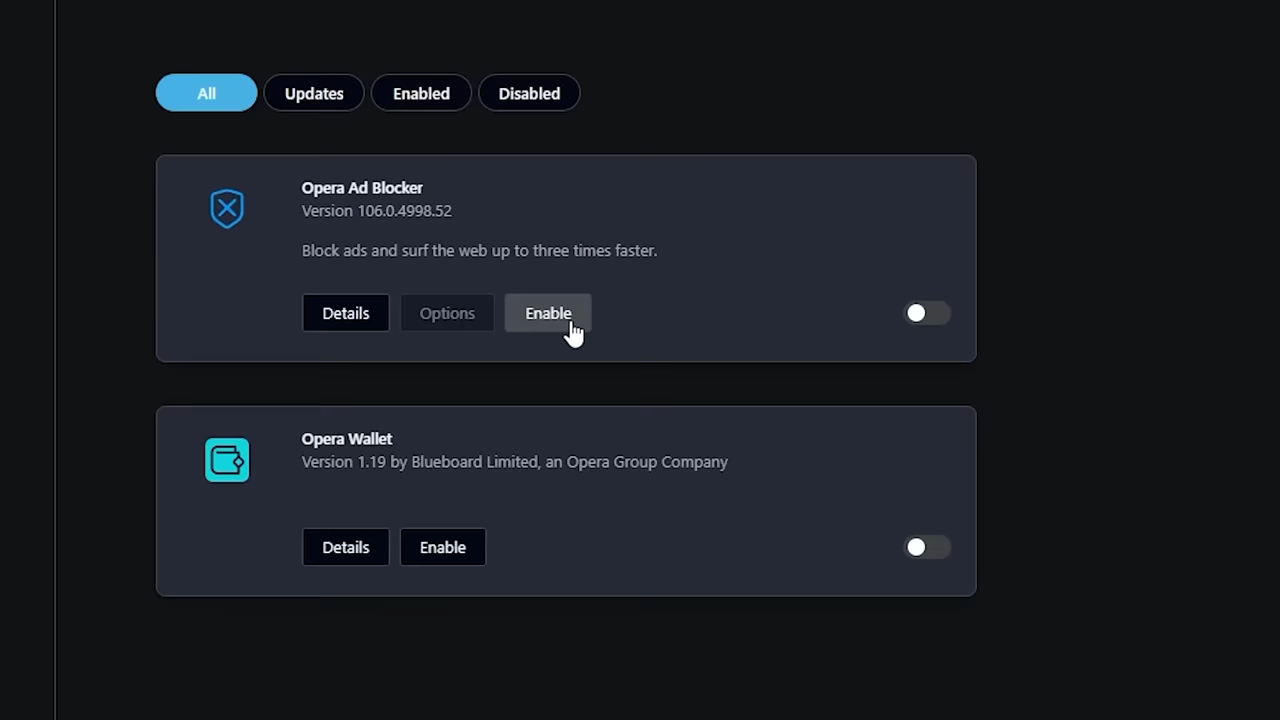 All Updates Enabled Disabled
Opera Ad Blocker
Version 106.0.4998.52
Block ads and surf the web up to three times faster.
Details Options Enable
Opera Wallet
Version 1.19 by Blueboard Limited, an Opera Group Company
Details Enable